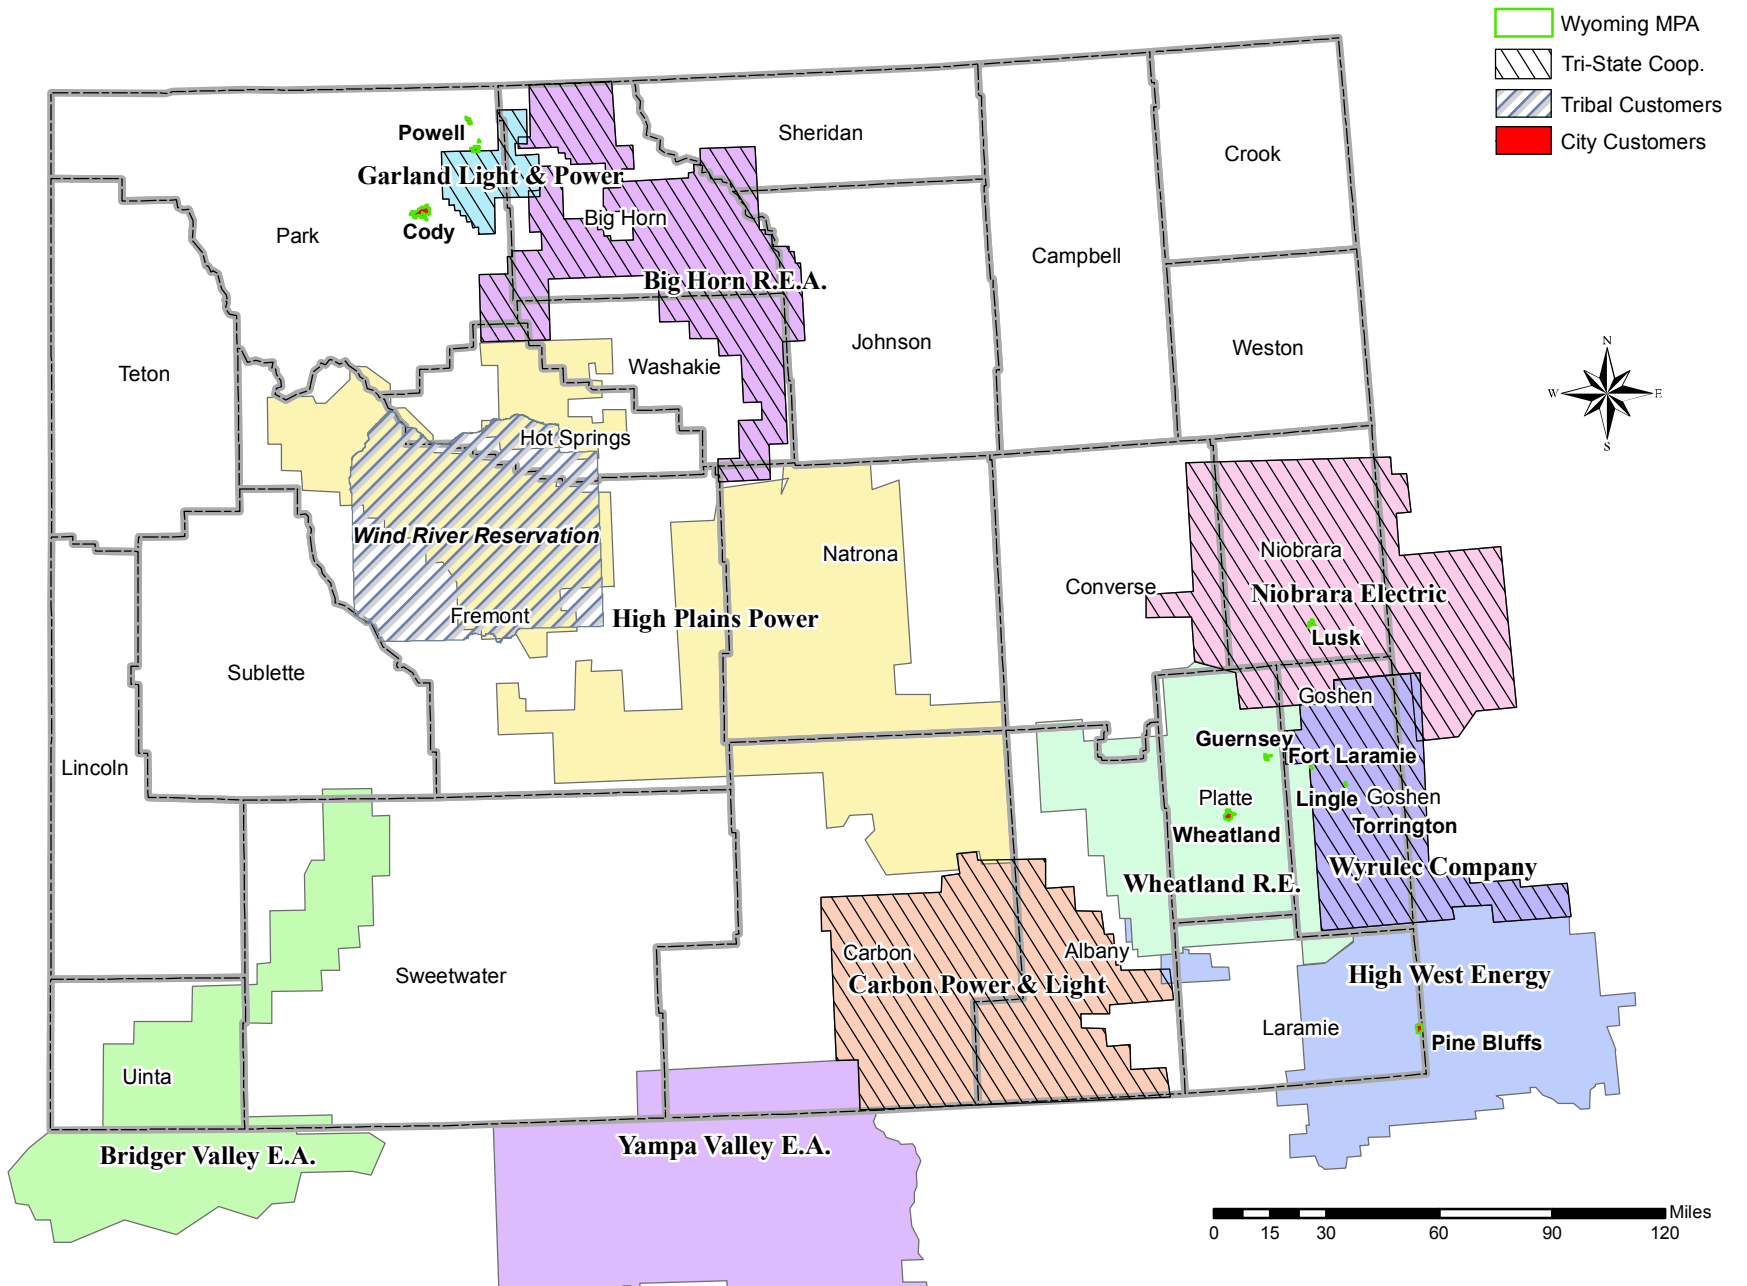 Wyoming MPA
Tri-State Coop.
Tribal Customers
City Customers
Powell
Sheridan
Crook
Garland Light & Power
Big Horn
Cody
Park
Campbell
Big Horn R.E.A.
Johnson
Weston
Teton
Washakie
N
W
E
S
Hot Springs
Wind River Reservation
Natrona
Niobrara
Converse
Niobrara Electric
Fremont
High Plains Power
Lusk
Sublette
Goshen
Guernsey
Fort Laramie
Lincoln
Platte
Lingle
Goshen
Wheatland
Torrington
Wyrulec Company
Wheatland R.E.
Carbon
Albany
Sweetwater
Carbon Power & Light
High West Energy
Laramie
Pine Bluffs
Uinta
Bridger Valley E.A.
Yampa Valley E.A.
Miles
0 15 30 60 90 120